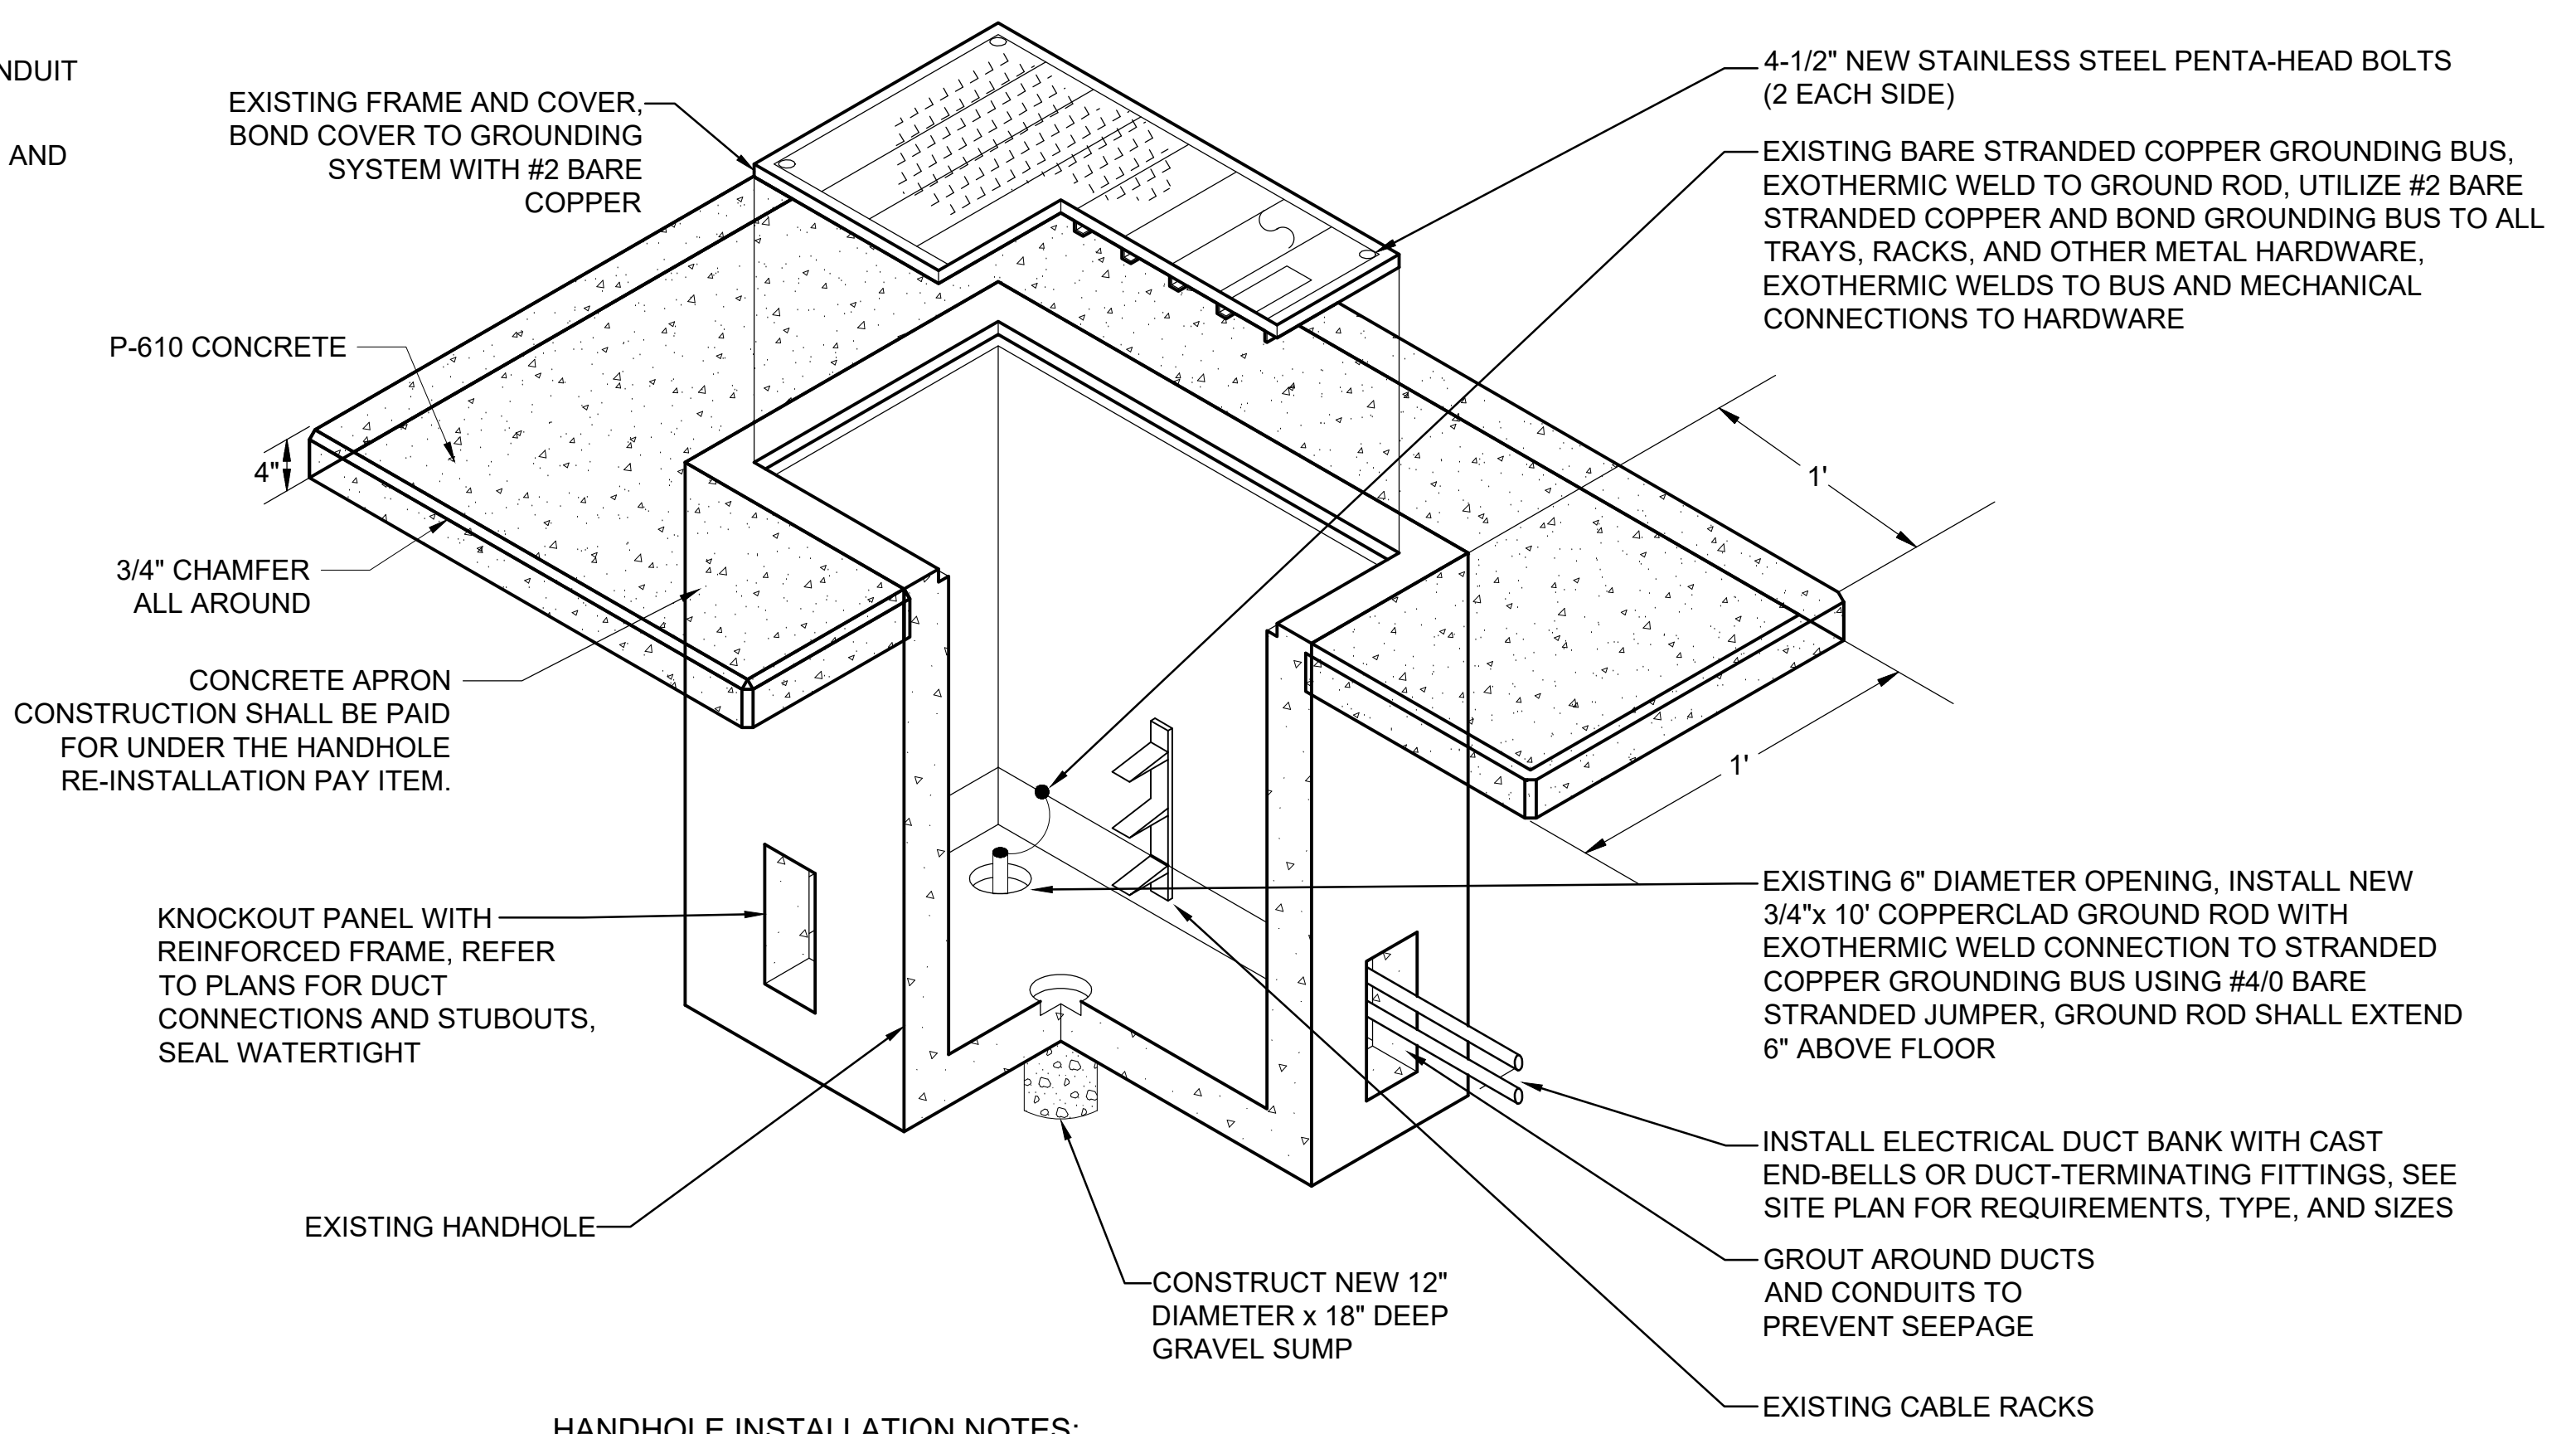 NDUIT
AND
EXISTING FRAME AND COVER,
BOND COVER TO GROUNDING
SYSTEM WITH #2 BARE
COPPER
P-610 CONCRETE
4"
3/4" CHAMFER
ALL AROUND
CONCRETE APRON
CONSTRUCTION SHALL BE PAID
FOR UNDER THE HANDHOLE
RE-INSTALLATION PAY ITEM.
KNOCKOUT PANEL WITH
REINFORCED FRAME, REFER
TO PLANS FOR DUCT
CONNECTIONS AND STUBOUTS,
SEAL WATERTIGHT
EXISTING HANDHOLE
CONSTRUCT NEW 12"
DIAMETER x 18" DEEP
GRAVEL SUMP
4-1/2" NEW STAINLESS STEEL PENTA-HEAD BOLTS
(2 EACH SIDE)
EXISTING BARE STRANDED COPPER GROUNDING BUS,
EXOTHERMIC WELD TO GROUND ROD, UTILIZE #2 BARE
STRANDED COPPER AND BOND GROUNDING BUS TO ALL
TRAYS, RACKS, AND OTHER METAL HARDWARE,
EXOTHERMIC WELDS TO BUS AND MECHANICAL
CONNECTIONS TO HARDWARE
1'
1'
EXISTING 6" DIAMETER OPENING, INSTALL NEW
3/4"x 10' COPPERCLAD GROUND ROD WITH
EXOTHERMIC WELD CONNECTION TO STRANDED
COPPER GROUNDING BUS USING #4/0 BARE
STRANDED JUMPER, GROUND ROD SHALL EXTEND
6" ABOVE FLOOR
INSTALL ELECTRICAL DUCT BANK WITH CAST
END-BELLS OR DUCT-TERMINATING FITTINGS, SEE
SITE PLAN FOR REQUIREMENTS, TYPE, AND SIZES
GROUT AROUND DUCTS
AND CONDUITS TO
PREVENT SEEPAGE
EXISTING CABLE RACKS
HANDHOLE INSTALLATION NOTES: